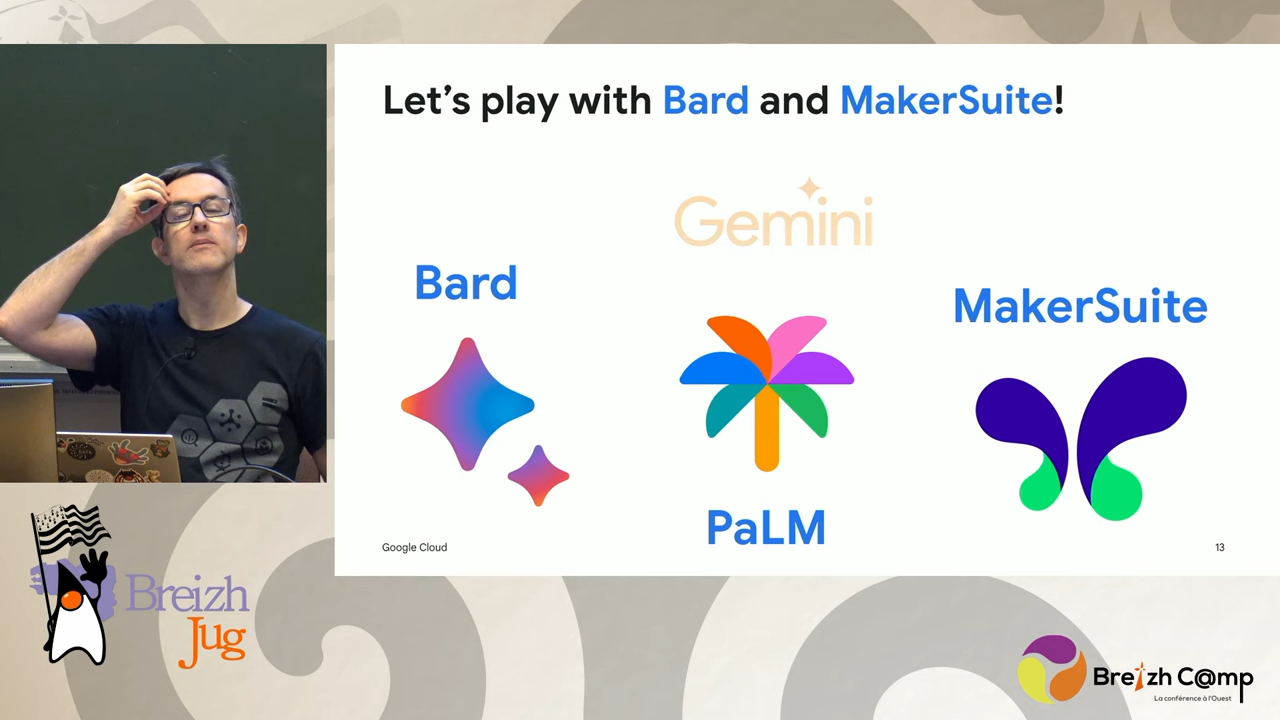 Let's play with Bard and MakerSuite!
Gemini
Bard
MakerSuite
PaLM
Google Cloud
13
Breizh
Jug
Breizh C@mp
La conférence à l'Ouest